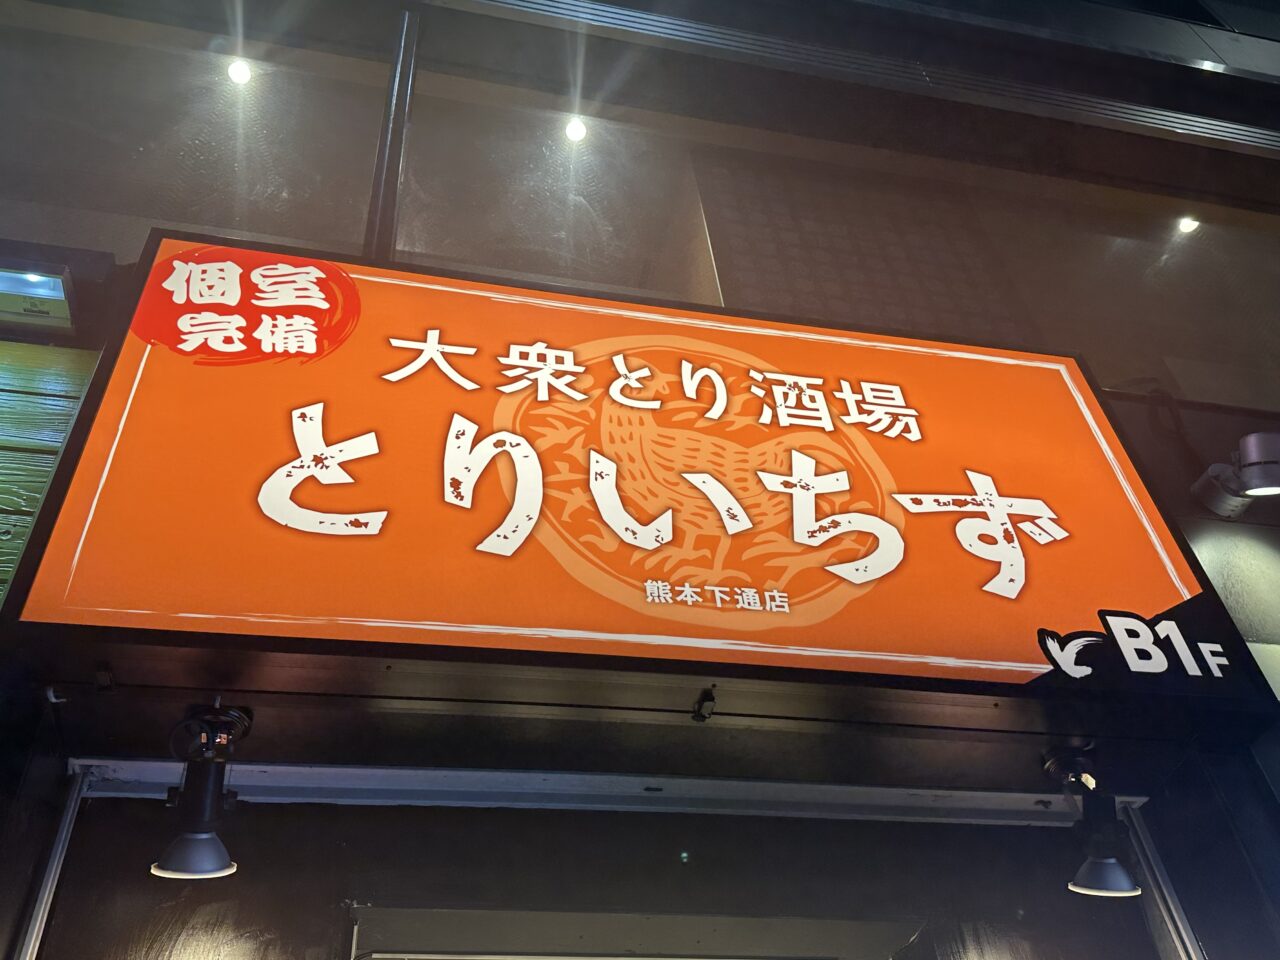 個室
完備
大衆とり酒場
とりいちず
熊本下通店
B1F